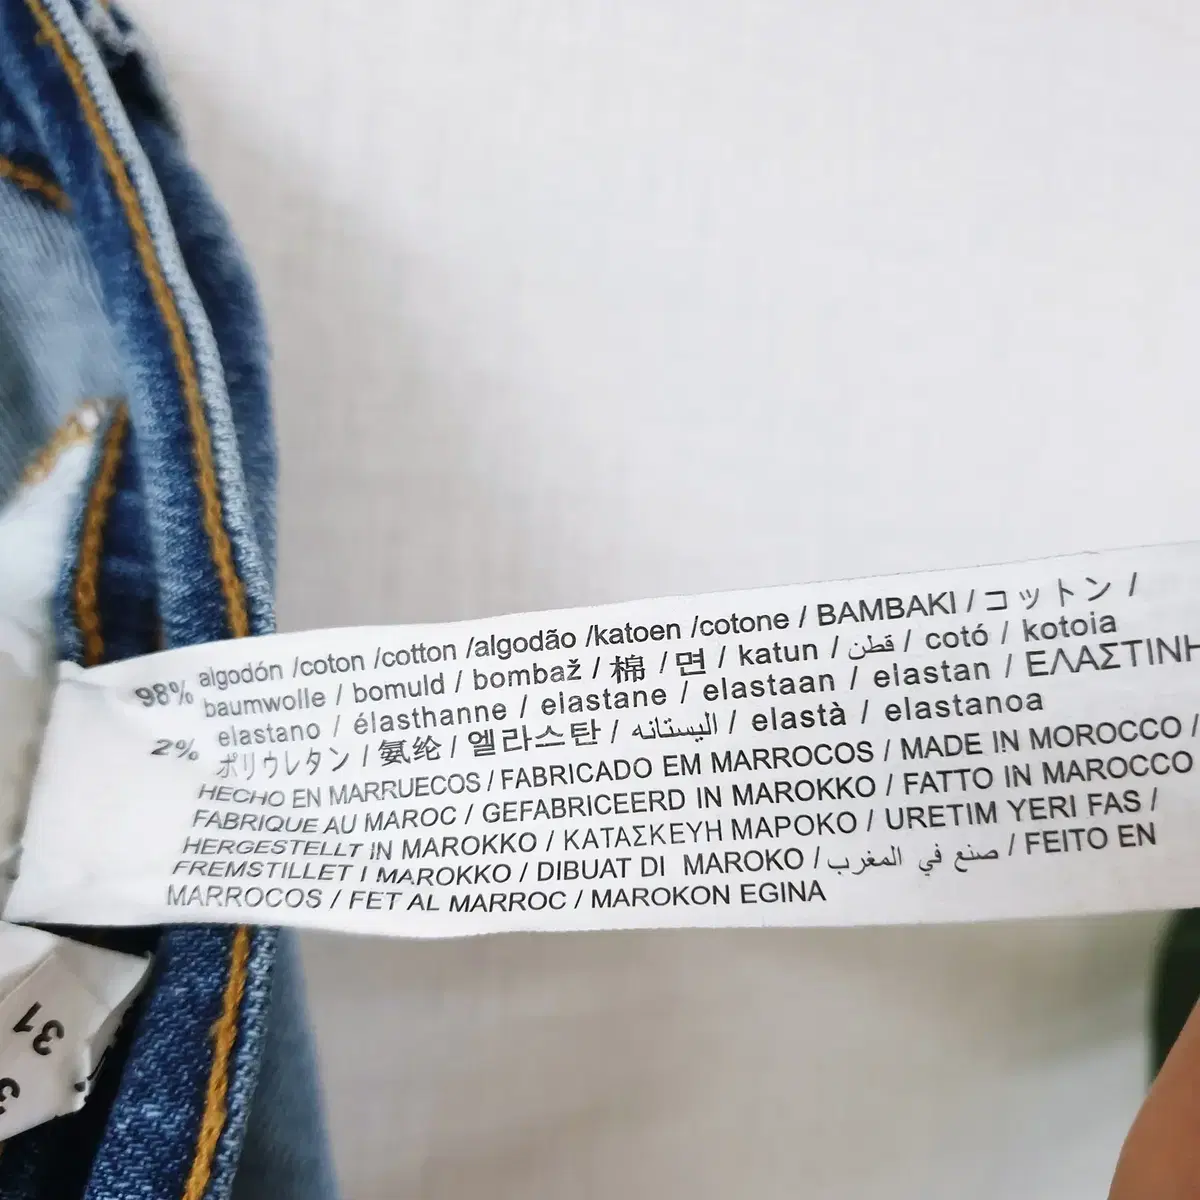 98% algodón /coton /cotton /algodão /katoen /cotone / BAMBAKI / コットン /
baumwolle / bomuld / bombaž / 棉 / 면 / katun / قطن / cotó / kotoia
2% elastano / élasthanne / elastane / elastaan / elastan / ΕΛΑΣΤΙΝΗ
ポリウレタン / 氨纶 / 엘라스탄 / اليستانه / elastà / elastanoa
HECHO EN MARRUECOS / FABRICADO EM MARROCOS / MADE IN MOROCCO /
FABRIQUE AU MAROC / GEFABRICEERD IN MAROKKO / FATTO IN MAROCCO
HERGESTELLT IN MAROKKO / ΚΑΤΑΣΚΕΥΗ ΜΑΡΟΚΟ / URETIM YERI FAS /
FREMSTILLET I MAROKKO / DIBUAT DI MAROKO / صنع في المغرب / FEITO EN
MARROCOS / FET AL MARROC / MAROKON EGINA
31